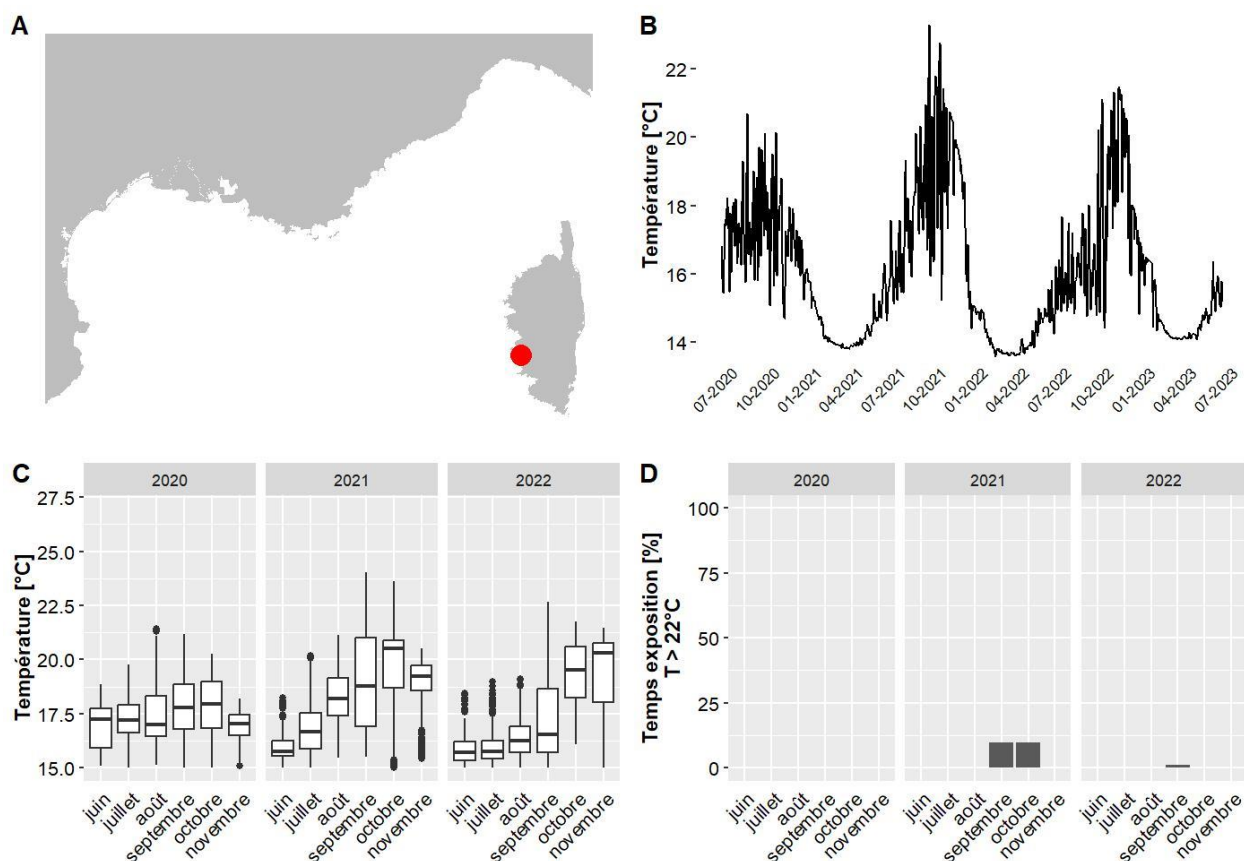 A
B
Température [°C]
22
20
18
16
14
07-2020
10-2020
01-2021
04-2021
07-2021
10-2021
01-2022
04-2022
07-2022
10-2022
01-2023
04-2023
07-2023
C
2020
2021
2022
Température [°C]
27.5
25.0
22.5
20.0
17.5
15.0
juin
juillet
août
septembre
octobre
novembre
juin
juillet
août
septembre
octobre
novembre
juin
juillet
août
septembre
octobre
novembre
D
2020
2021
2022
Temps exposition [%]
T > 22°C
100
75
50
25
0
juin
juillet
août
septembre
octobre
novembre
juin
juillet
août
septembre
octobre
novembre
juin
juillet
août
septembre
octobre
novembre